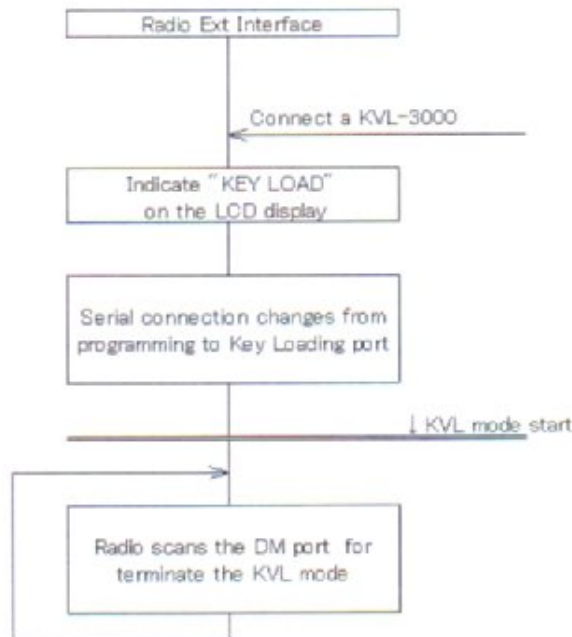 Radio Ext Interface
Connect a KVL-3000
Indicate "KEY LOAD"
on the LCD display
Serial connection changes from
programming to Key Loading port
↓ KVL mode start
Radio scans the DM port for
terminate the KVL mode